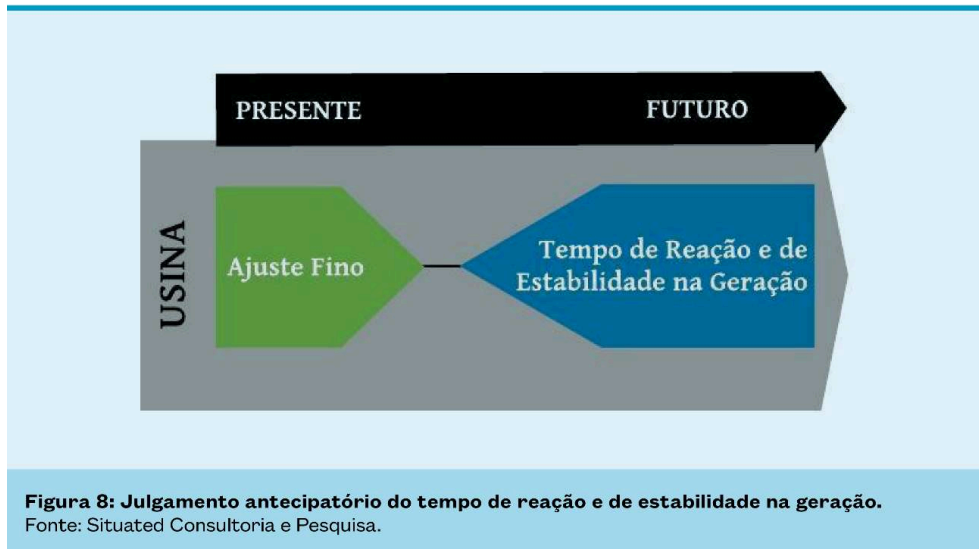 PRESENTE
FUTURO
USINA
Ajuste Fino
Tempo de Reação e de
Estabilidade na Geração
Figura 8: Julgamento antecipatório do tempo de reação e de estabilidade na geração.
Fonte: Situated Consultoria e Pesquisa.